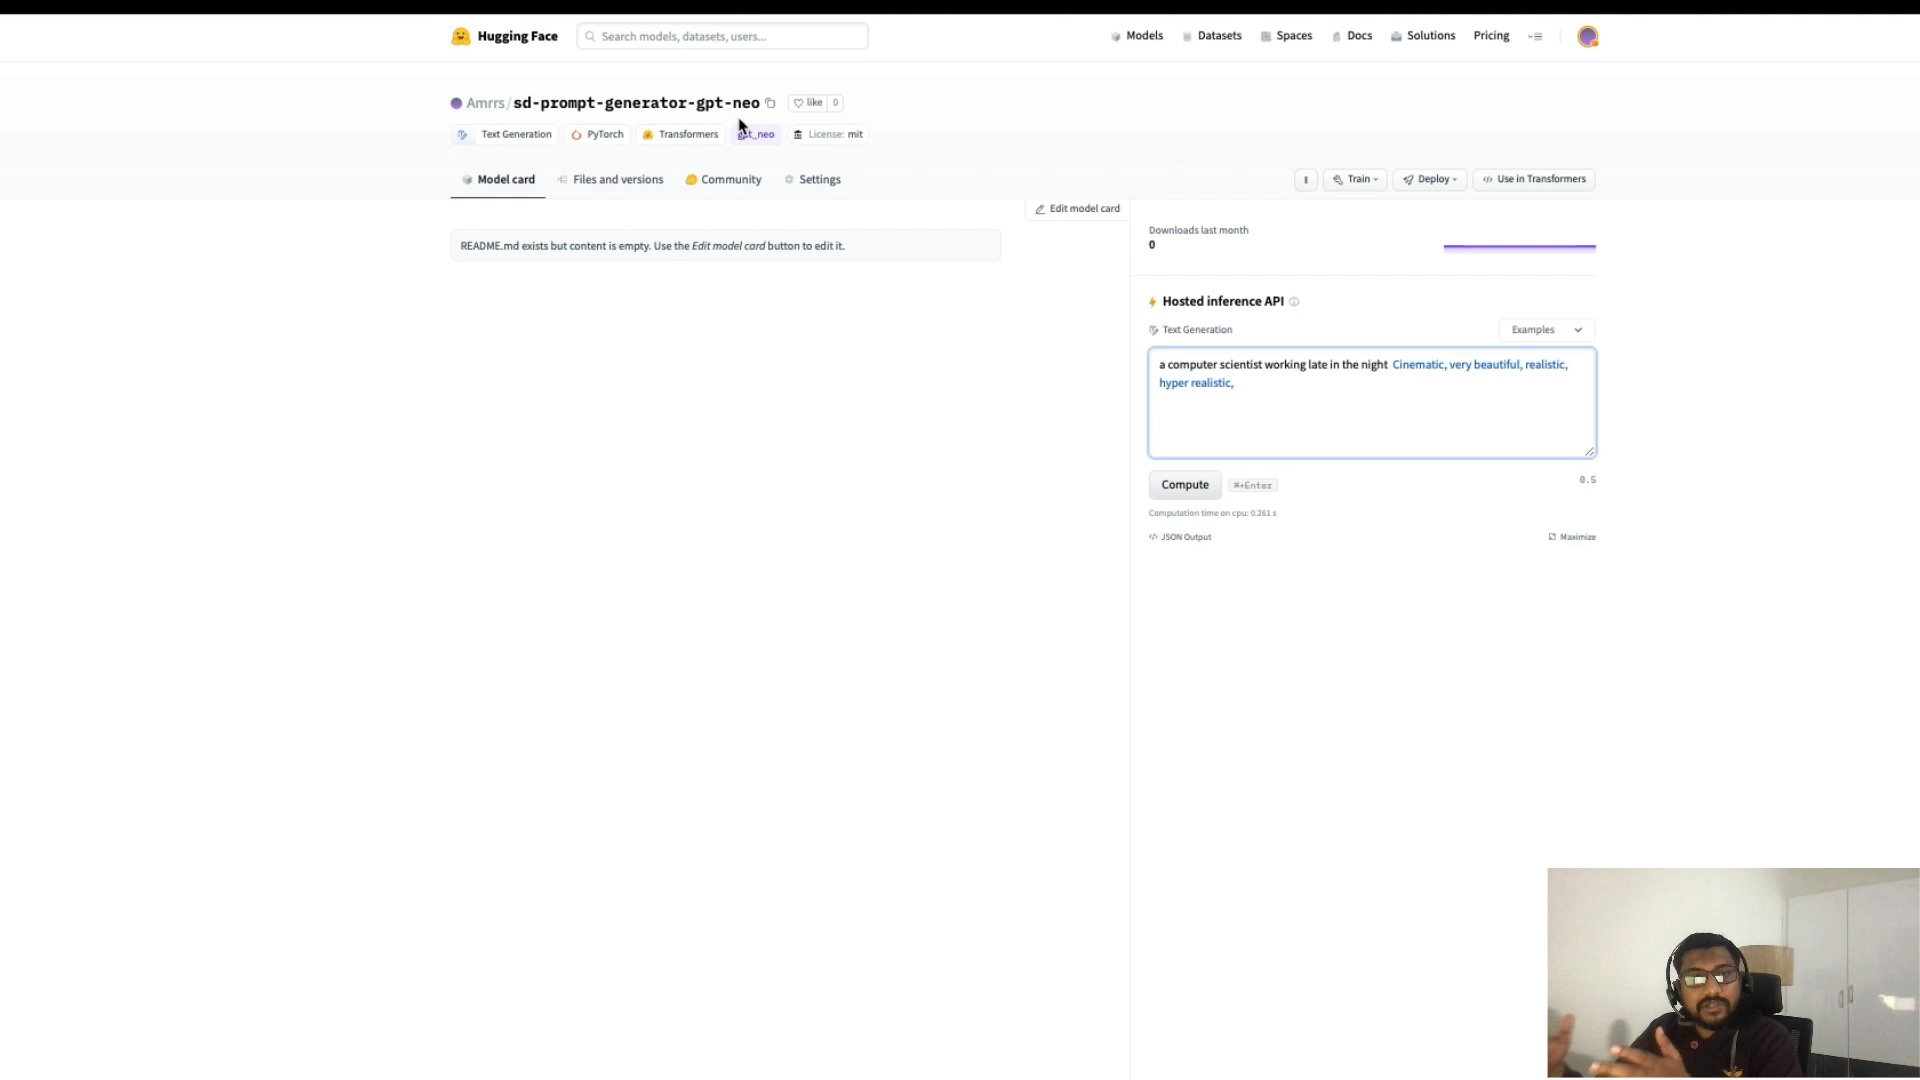 Hugging Face
Search models, datasets, users...
Models
Datasets
Spaces
Docs
Solutions
Pricing
Amrrs/sd-prompt-generator-gpt-neo
like 0
Text Generation
PyTorch
Transformers
gpt_neo
License: mit
Model card
Files and versions
Community
Settings
Train
Deploy
Use in Transformers
Edit model card
README.md exists but content is empty. Use the Edit model card button to edit it.
Downloads last month
0
Hosted inference API
Text Generation
Examples
a computer scientist working late in the night Cinematic, very beautiful, realistic,
hyper realistic,
Compute
⌘+Enter
0.5
Computation time on cpu: 0.261 s
JSON Output
Maximize